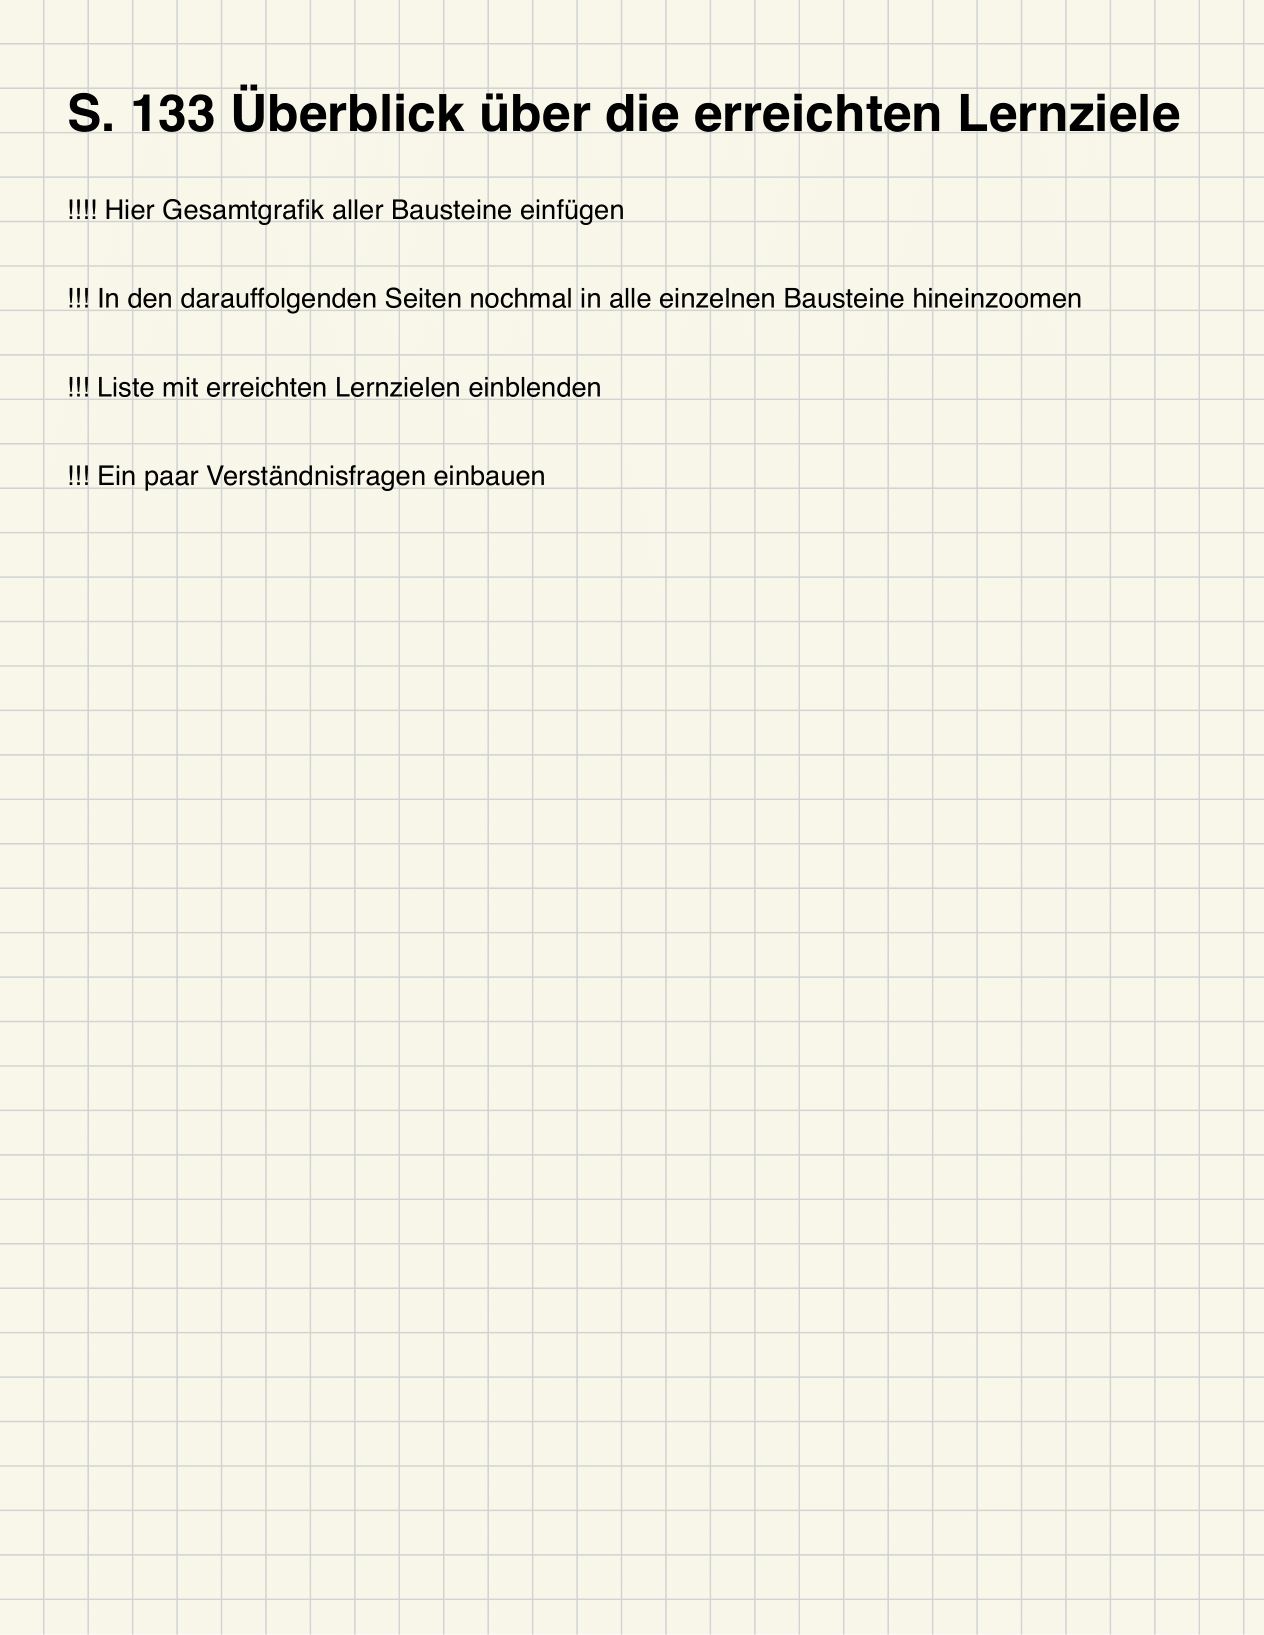 S. 133 Überblick über die erreichten Lernziele
!!!! Hier Gesamtgrafik aller Bausteine einfügen
!!! In den darauffolgenden Seiten nochmal in alle einzelnen Bausteine hineinzoomen
!!! Liste mit erreichten Lernzielen einblenden
!!! Ein paar Verständnisfragen einbauen